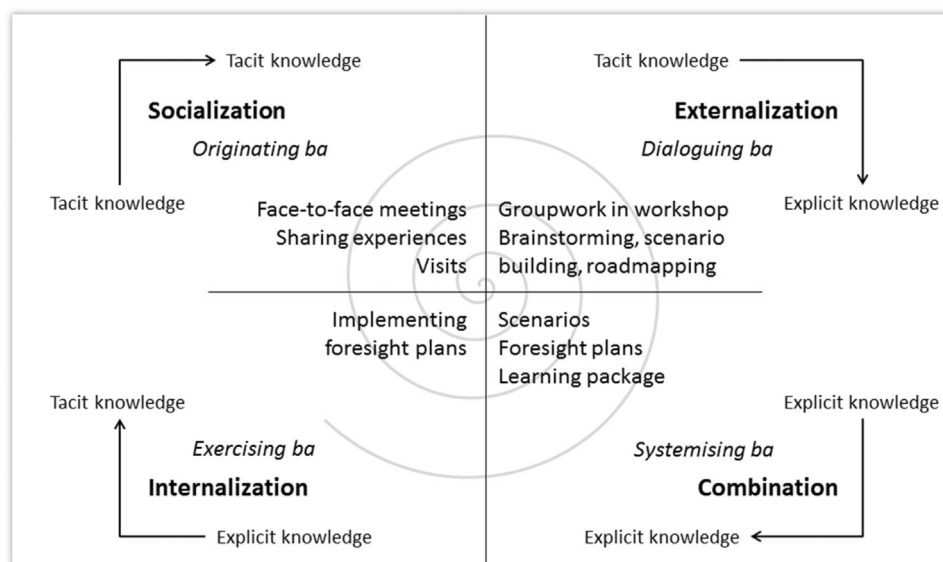 Tacit knowledge
Socialization
Originating ba
Tacit knowledge
Face-to-face meetings
Sharing experiences
Visits
Tacit knowledge
Externalization
Dialoguing ba
Explicit knowledge
Groupwork in workshop
Brainstorming, scenario
building, roadmapping
Implementing
foresight plans
Tacit knowledge
Exercising ba
Internalization
Explicit knowledge
Scenarios
Foresight plans
Learning package
Explicit knowledge
Systemising ba
Combination
Explicit knowledge